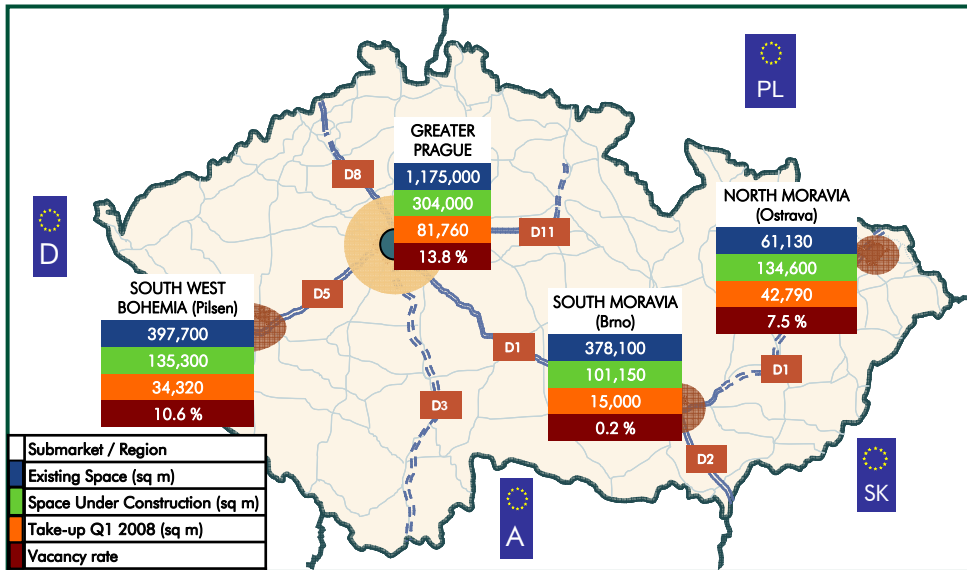 PL
GREATER
PRAGUE
1,175,000
304,000
81,760
13.8 %
D8
D11
NORTH MORAVIA
(Ostrava)
61,130
134,600
42,790
7.5 %
D
SOUTH WEST
BOHEMIA (Pilsen)
397,700
135,300
34,320
10.6 %
D5
SOUTH MORAVIA
(Brno)
378,100
101,150
15,000
0.2 %
D1
D1
D3
D2
SK
A
Submarket / Region
Existing Space (sq m)
Space Under Construction (sq m)
Take-up Q1 2008 (sq m)
Vacancy rate